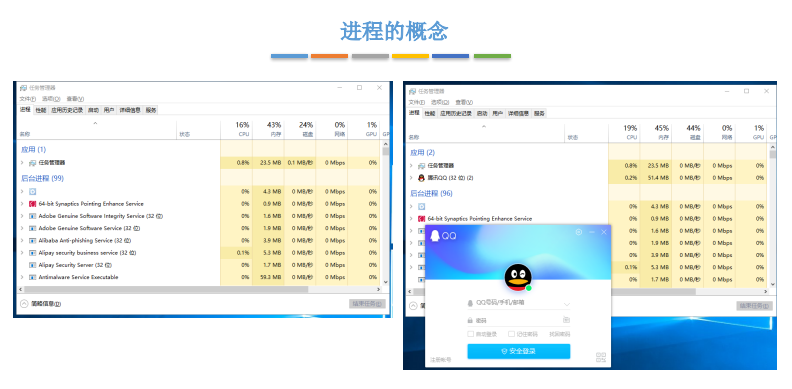 进程的概念
任务管理器
文件(F) 选项(O) 查看(V)
进程 性能 应用历史记录 启动 用户 详细信息 服务
16% 43% 24% 0% 1%
名称 状态 CPU 内存 磁盘 网络 GPU GP
应用 (1)
任务管理器 0.8% 23.5 MB 0.1 MB/秒 0 Mbps 0%
后台进程 (99)
0% 4.3 MB 0 MB/秒 0 Mbps 0%
64-bit Synaptics Pointing Enhance Service 0% 0.9 MB 0 MB/秒 0 Mbps 0%
Adobe Genuine Software Integrity Service (32 位) 0% 1.6 MB 0 MB/秒 0 Mbps 0%
Adobe Genuine Software Service (32 位) 0% 1.9 MB 0 MB/秒 0 Mbps 0%
Alibaba Anti-phishing Service (32 位) 0% 3.9 MB 0 MB/秒 0 Mbps 0%
Alipay security business service (32 位) 0.1% 5.3 MB 0 MB/秒 0 Mbps 0%
Alipay Security Server (32 位) 0% 1.7 MB 0 MB/秒 0 Mbps 0%
Antimalware Service Executable 0% 59.3 MB 0 MB/秒 0 Mbps 0%
简略信息(D) 结束任务(E)
任务管理器
文件(F) 选项(O) 查看(V)
进程 性能 应用历史记录 启动 用户 详细信息 服务
19% 45% 44% 0% 1%
名称 状态 CPU 内存 磁盘 网络 GPU GP
应用 (2)
任务管理器 0.8% 23.5 MB 0 MB/秒 0 Mbps 0%
腾讯QQ (32 位) (2) 0.2% 51.4 MB 0 MB/秒 0 Mbps 0%
后台进程 (96)
0% 4.3 MB 0 MB/秒 0 Mbps 0%
64-bit Synaptics Pointing Enhance Service 0% 0.9 MB 0 MB/秒 0 Mbps 0%
0% 1.6 MB 0 MB/秒 0 Mbps 0%
0% 1.9 MB 0 MB/秒 0 Mbps 0%
0% 3.9 MB 0 MB/秒 0 Mbps 0%
0.1% 5.3 MB 0 MB/秒 0 Mbps 0%
0% 1.7 MB 0 MB/秒 0 Mbps 0%
结束任务(E)
QQ
QQ号码/手机/邮箱
密码
自动登录 记住密码 找回密码
安全登录
注册帐号